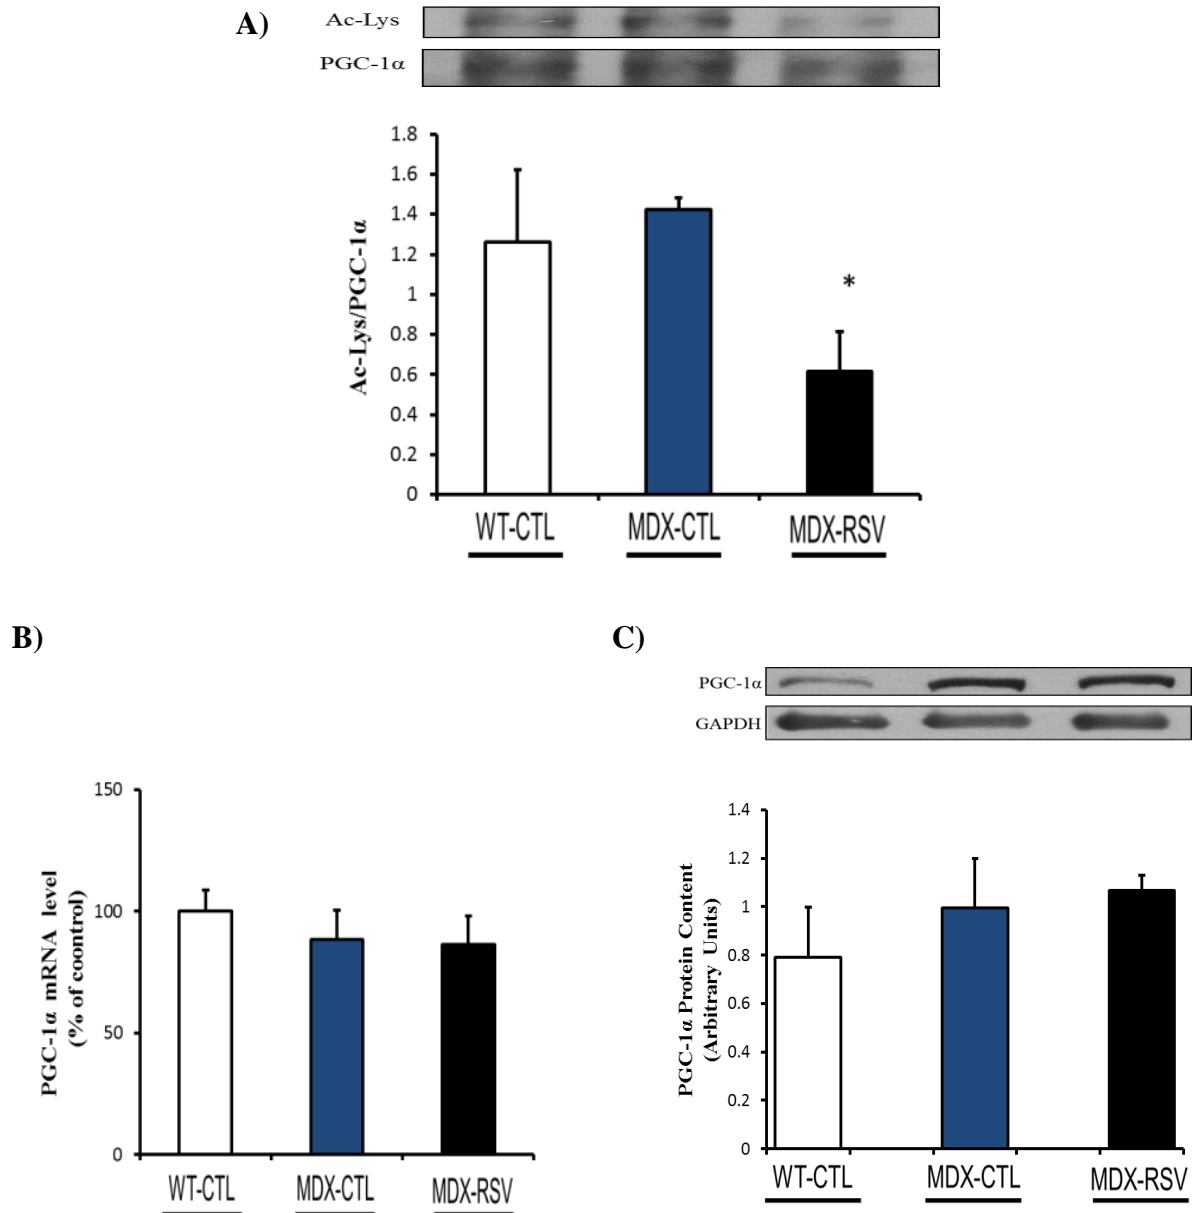 A)
Ac-Lys
PGC-1α
Ac-Lys/PGC-1α
1.8
1.6
1.4
1.2
1
0.8
0.6
0.4
0.2
0
*
WT-CTL MDX-CTL MDX-RSV
B)
PGC-1α mRNA level
(% of coontrol)
150
100
50
0
WT-CTL MDX-CTL MDX-RSV
C)
PGC-1α
GAPDH
PGC-1α Protein Content
(Arbitrary Units)
1.4
1.2
1
0.8
0.6
0.4
0.2
0
WT-CTL MDX-CTL MDX-RSV